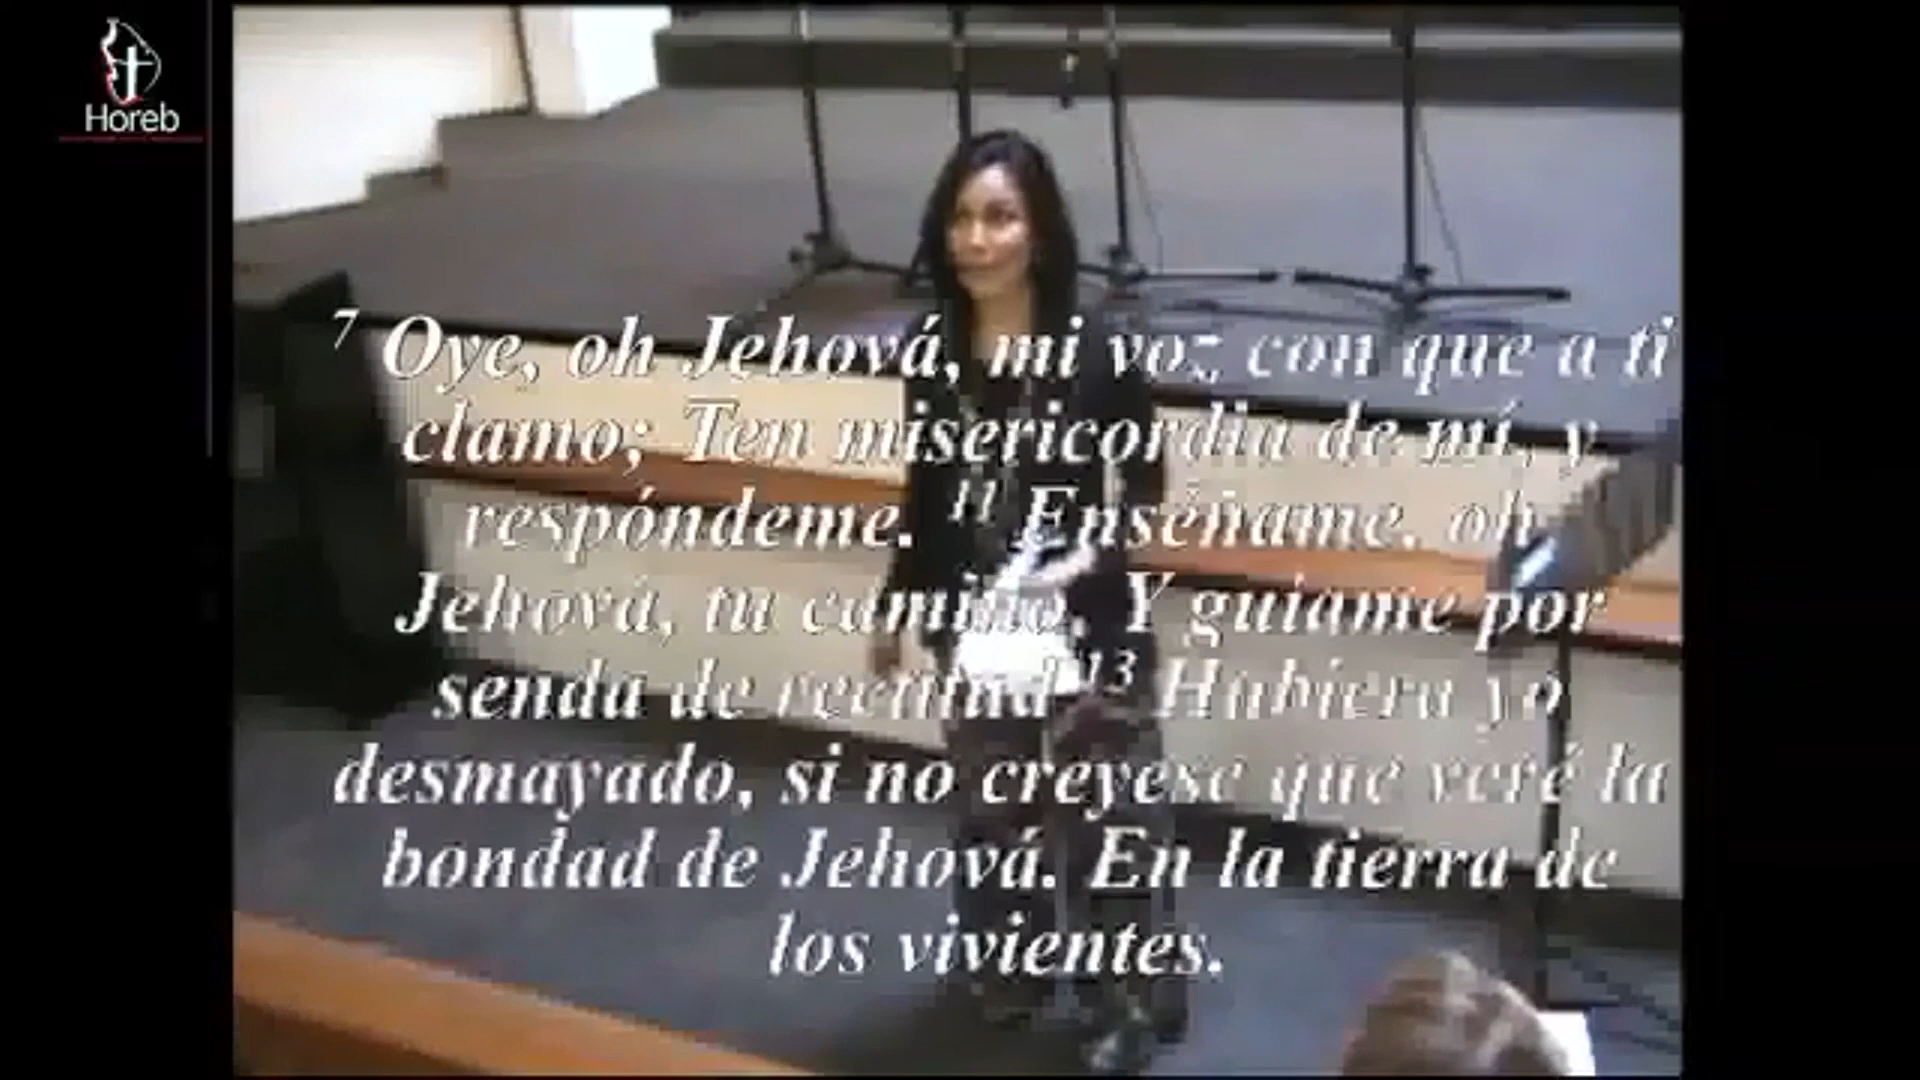 Horeb
7 Oye, oh Jehová, mi voz con que a ti
clamo; Ten misericordia de mí, y
respóndeme. 11 Enséñame, oh
Jehová, tu camino, Y guíame por
senda de rectitud 13 Hubiera yo
desmayado, si no creyese que veré la
bondad de Jehová. En la tierra de
los vivientes.